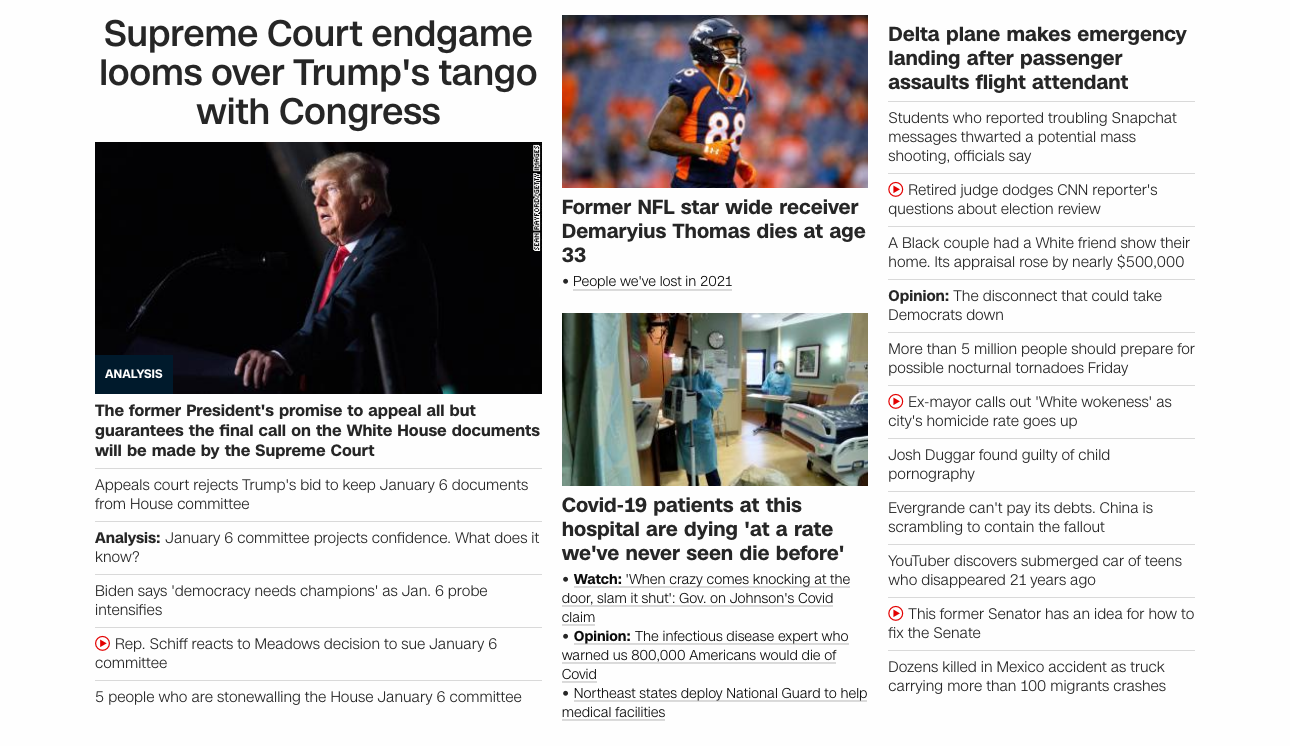 Supreme Court endgame
looms over Trump's tango
with Congress
SEAN RAYFORD/GETTY IMAGES
ANALYSIS
The former President's promise to appeal all but
guarantees the final call on the White House documents
will be made by the Supreme Court
Appeals court rejects Trump's bid to keep January 6 documents
from House committee
Analysis: January 6 committee projects confidence. What does it
know?
Biden says 'democracy needs champions' as Jan. 6 probe
intensifies
Rep. Schiff reacts to Meadows decision to sue January 6
committee
5 people who are stonewalling the House January 6 committee
88
Former NFL star wide receiver
Demaryius Thomas dies at age
33
• People we've lost in 2021
Covid-19 patients at this
hospital are dying 'at a rate
we've never seen die before'
• Watch: 'When crazy comes knocking at the
door, slam it shut': Gov. on Johnson's Covid
claim
• Opinion: The infectious disease expert who
warned us 800,000 Americans would die of
Covid
• Northeast states deploy National Guard to help
medical facilities
Delta plane makes emergency
landing after passenger
assaults flight attendant
Students who reported troubling Snapchat
messages thwarted a potential mass
shooting, officials say
Retired judge dodges CNN reporter's
questions about election review
A Black couple had a White friend show their
home. Its appraisal rose by nearly $500,000
Opinion: The disconnect that could take
Democrats down
More than 5 million people should prepare for
possible nocturnal tornadoes Friday
Ex-mayor calls out 'White wokeness' as
city's homicide rate goes up
Josh Duggar found guilty of child
pornography
Evergrande can't pay its debts. China is
scrambling to contain the fallout
YouTuber discovers submerged car of teens
who disappeared 21 years ago
This former Senator has an idea for how to
fix the Senate
Dozens killed in Mexico accident as truck
carrying more than 100 migrants crashes